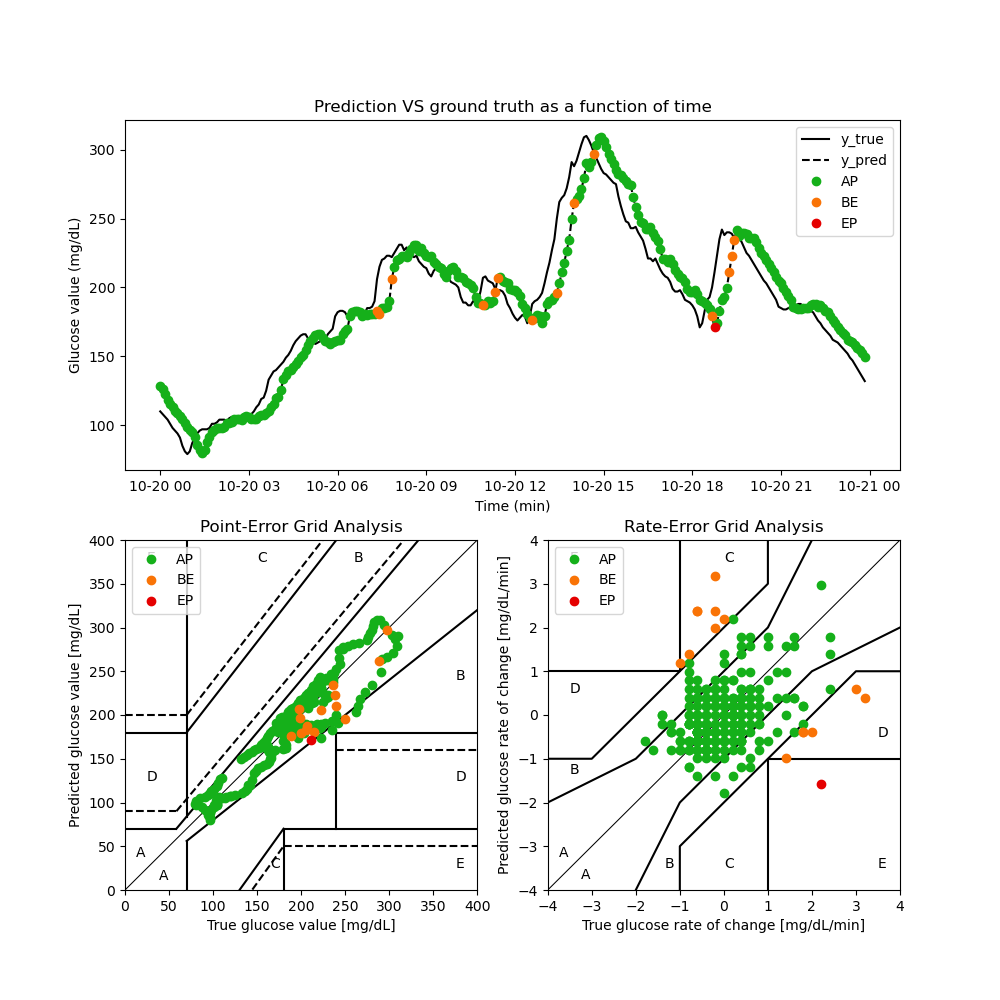 Prediction VS ground truth as a function of time
Glucose value (mg/dL)
300
250
200
150
100
y_true
y_pred
AP
BE
EP
10-20 00 10-20 03 10-20 06 10-20 09 10-20 12 10-20 15 10-20 18 10-20 21 10-21 00
Time (min)
Point-Error Grid Analysis
Predicted glucose value [mg/dL]
400
350
300
250
200
150
100
50
0
AP
BE
EP
C
B
B
D
D
A
A
C
E
0 50 100 150 200 250 300 350 400
True glucose value [mg/dL]
Rate-Error Grid Analysis
Predicted glucose rate of change [mg/dL/min]
4
3
2
1
0
−1
−2
−3
−4
AP
BE
EP
C
D
D
B
A
A
B
C
E
−4 −3 −2 −1 0 1 2 3 4
True glucose rate of change [mg/dL/min]